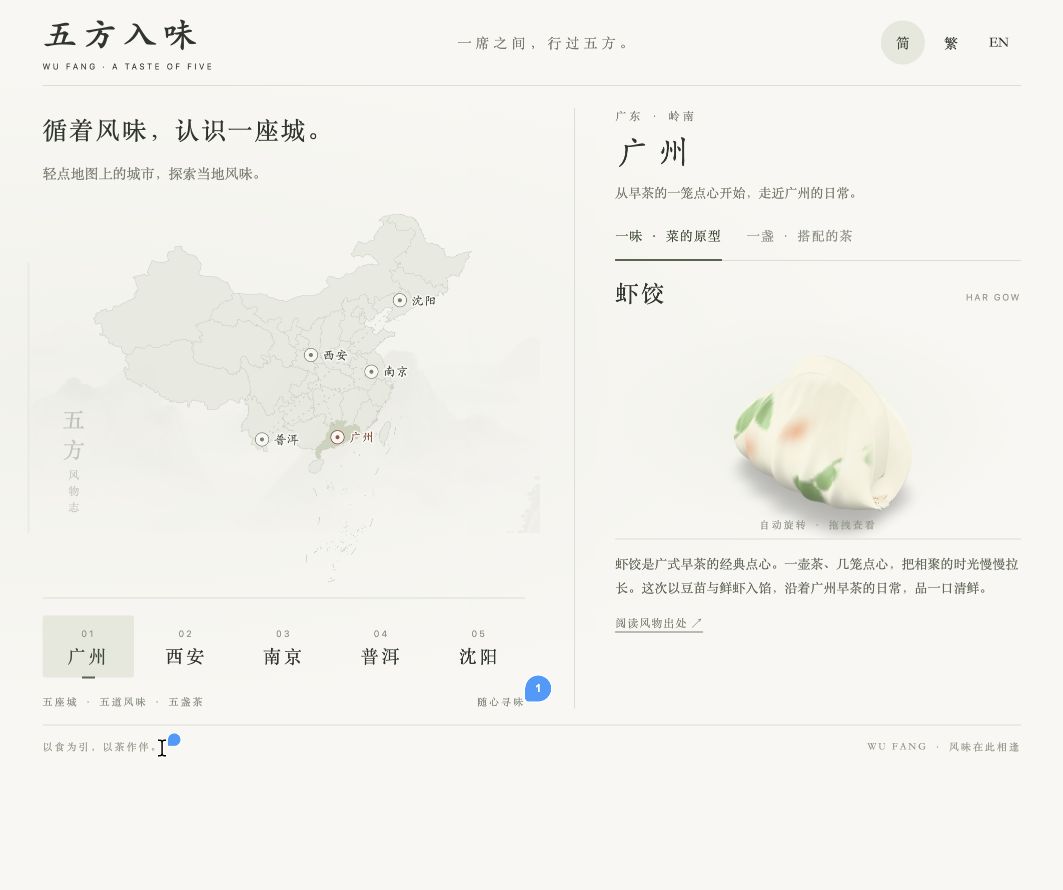 五方入味
WU FANG · A TASTE OF FIVE
一席之间，行过五方。
简 繁 EN
循着风味，认识一座城。
轻点地图上的城市，探索当地风味。
沈阳
西安
南京
普洱
广州
五方
风物志
01 02 03 04 05
广州 西安 南京 普洱 沈阳
五座城 · 五道风味 · 五盏茶
随心寻味
1
广东 · 岭南
广州
从早茶的一笼点心开始，走近广州的日常。
一味 · 菜的原型 一盏 · 搭配的茶
虾饺
HAR GOW
自动旋转 · 拖拽查看
虾饺是广式早茶的经典点心。一壶茶、几笼点心，把相聚的时光慢慢拉
长。这次以豆苗与鲜虾入馅，沿着广州早茶的日常，品一口清鲜。
阅读风物出处 ↗
以食为引，以茶作伴。
WU FANG · 风味在此相逢